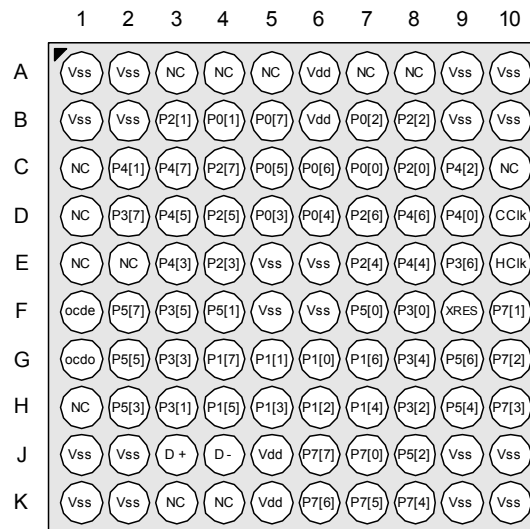 1 2 3 4 5 6 7 8 9 10
A Vss Vss NC NC NC Vdd NC NC Vss Vss
B Vss Vss P2[1] P0[1] P0[7] Vdd P0[2] P2[2] Vss Vss
C NC P4[1] P4[7] P2[7] P0[5] P0[6] P0[0] P2[0] P4[2] NC
D NC P3[7] P4[5] P2[5] P0[3] P0[4] P2[6] P4[6] P4[0] CClk
E NC NC P4[3] P2[3] Vss Vss P2[4] P4[4] P3[6] HClk
F ocde P5[7] P3[5] P5[1] Vss Vss P5[0] P3[0] XRES P7[1]
G ocdo P5[5] P3[3] P1[7] P1[1] P1[0] P1[6] P3[4] P5[6] P7[2]
H NC P5[3] P3[1] P1[5] P1[3] P1[2] P1[4] P3[2] P5[4] P7[3]
J Vss Vss D + D - Vdd P7[7] P7[0] P5[2] Vss Vss
K Vss Vss NC NC Vdd P7[6] P7[5] P7[4] Vss Vss